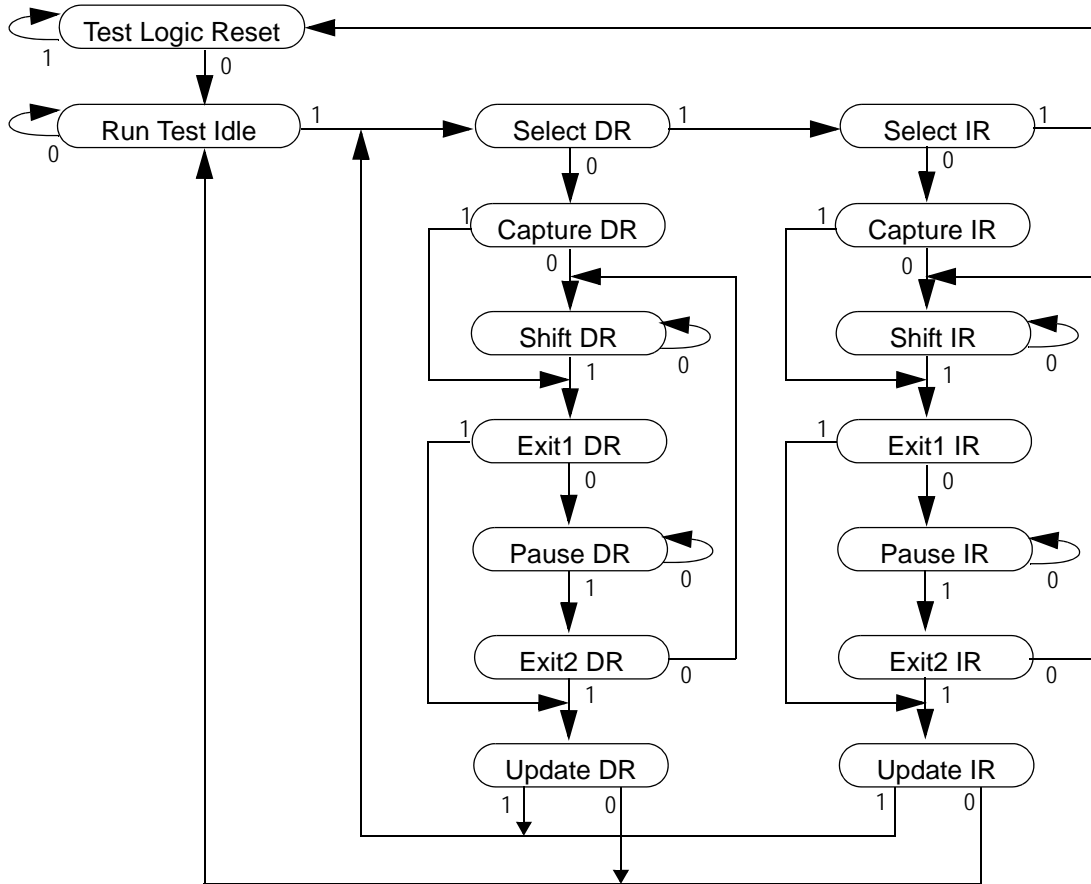 Test Logic Reset
1
0
Run Test Idle
0
1
Select DR
1
0
Select IR
1
0
1
Capture DR
0
1
Capture IR
0
Shift DR
0
1
Shift IR
0
1
1
Exit1 DR
0
1
Exit1 IR
0
Pause DR
0
1
Pause IR
0
1
Exit2 DR
0
1
Exit2 IR
0
1
Update DR
1
0
Update IR
1
0